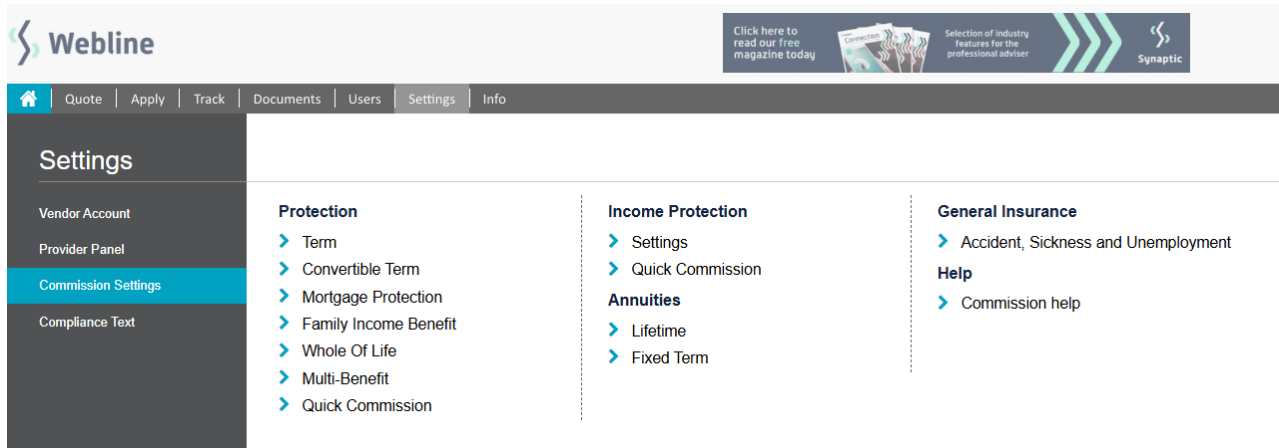 Webline
Click here to
read our free
magazine today
Connection
Selection of industry
features for the
professional adviser
Synaptic
Quote
Apply
Track
Documents
Users
Settings
Info
Settings
Vendor Account
Provider Panel
Commission Settings
Compliance Text
Protection
Term
Convertible Term
Mortgage Protection
Family Income Benefit
Whole Of Life
Multi-Benefit
Quick Commission
Income Protection
Settings
Quick Commission
Annuities
Lifetime
Fixed Term
General Insurance
Accident, Sickness and Unemployment
Help
Commission help